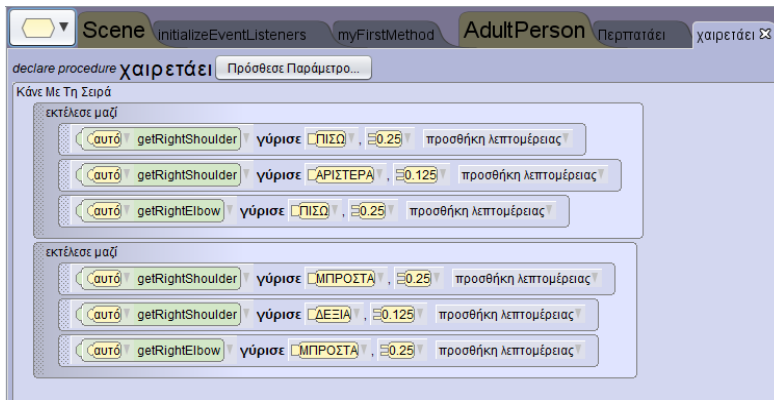 Scene initializeEventListeners myFirstMethod AdultPerson Περπατάει χαιρετάει
declare procedure χαιρετάει Πρόσθεσε Παράμετρο...
Κάνε Με Τη Σειρά
εκτέλεσε μαζί
αυτό getRightShoulder γύρισε ΠΙΣΩ , 0.25 προσθήκη λεπτομέρειας
αυτό getRightShoulder γύρισε ΑΡΙΣΤΕΡΑ , 0.125 προσθήκη λεπτομέρειας
αυτό getRightElbow γύρισε ΠΙΣΩ , 0.25 προσθήκη λεπτομέρειας
εκτέλεσε μαζί
αυτό getRightShoulder γύρισε ΜΠΡΟΣΤΑ , 0.25 προσθήκη λεπτομέρειας
αυτό getRightShoulder γύρισε ΔΕΞΙΑ , 0.125 προσθήκη λεπτομέρειας
αυτό getRightElbow γύρισε ΜΠΡΟΣΤΑ , 0.25 προσθήκη λεπτομέρειας